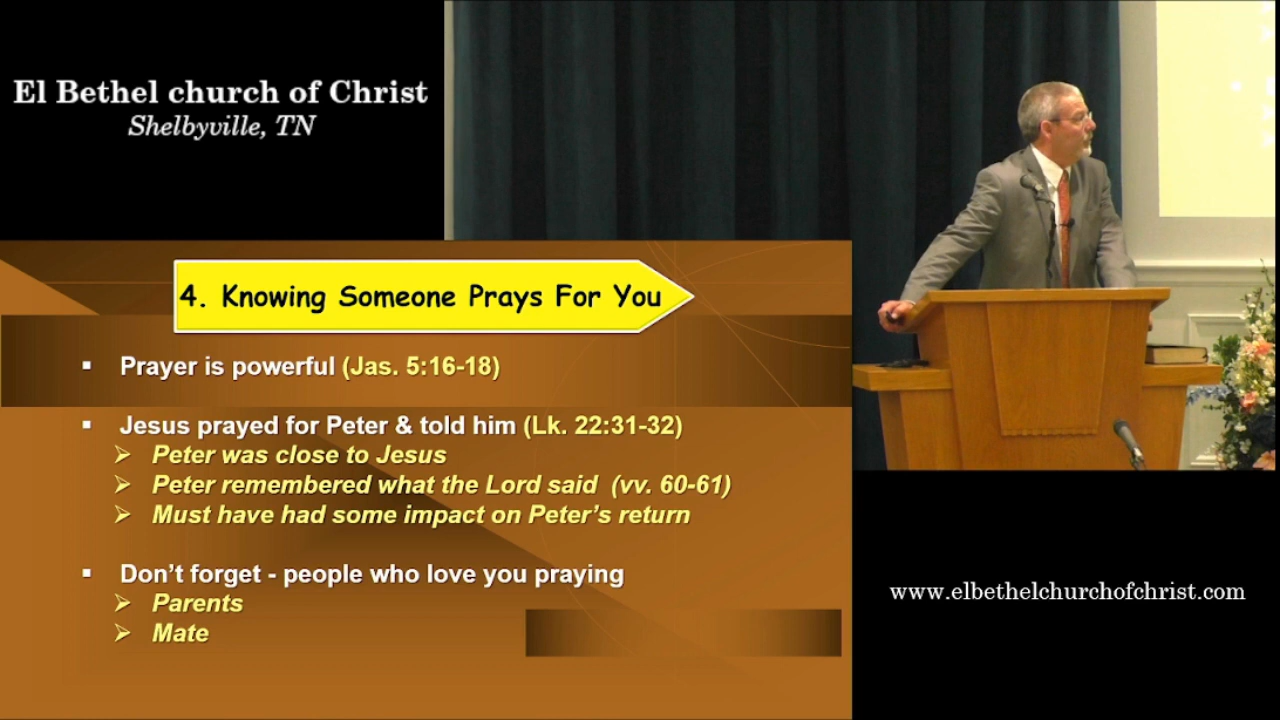 El Bethel church of Christ
Shelbyville, TN
4. Knowing Someone Prays For You
▪ Prayer is powerful (Jas. 5:16-18)
▪ Jesus prayed for Peter & told him (Lk. 22:31-32)
➢ Peter was close to Jesus
➢ Peter remembered what the Lord said (vv. 60-61)
➢ Must have had some impact on Peter's return
▪ Don't forget - people who love you praying
➢ Parents
➢ Mate
www.elbethelchurchofchrist.com